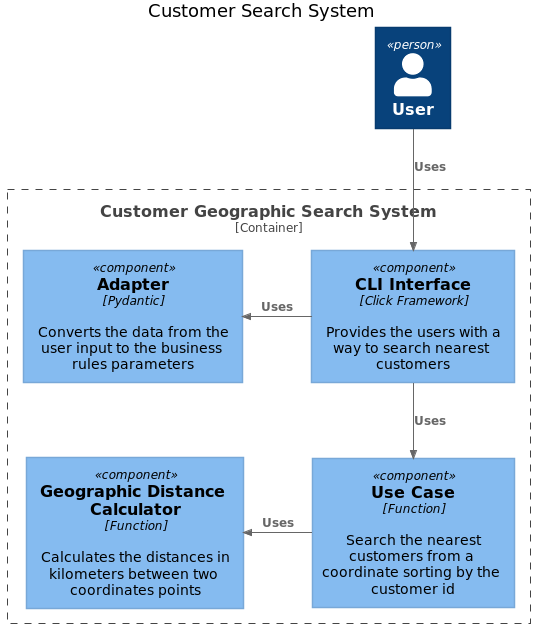 Customer Search System
«person»
User
Uses
Customer Geographic Search System
[Container]
«component»
Adapter
[Pydantic]
Converts the data from the
user input to the business
rules parameters
Uses
«component»
CLI Interface
[Click Framework]
Provides the users with a
way to search nearest
customers
Uses
«component»
Geographic Distance
Calculator
[Function]
Calculates the distances in
kilometers between two
coordinates points
Uses
«component»
Use Case
[Function]
Search the nearest
customers from a
coordinate sorting by the
customer id